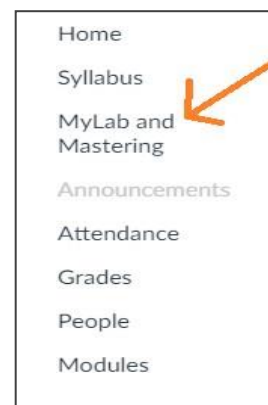 Home
Syllabus
MyLab and
Mastering
Announcements
Attendance
Grades
People
Modules